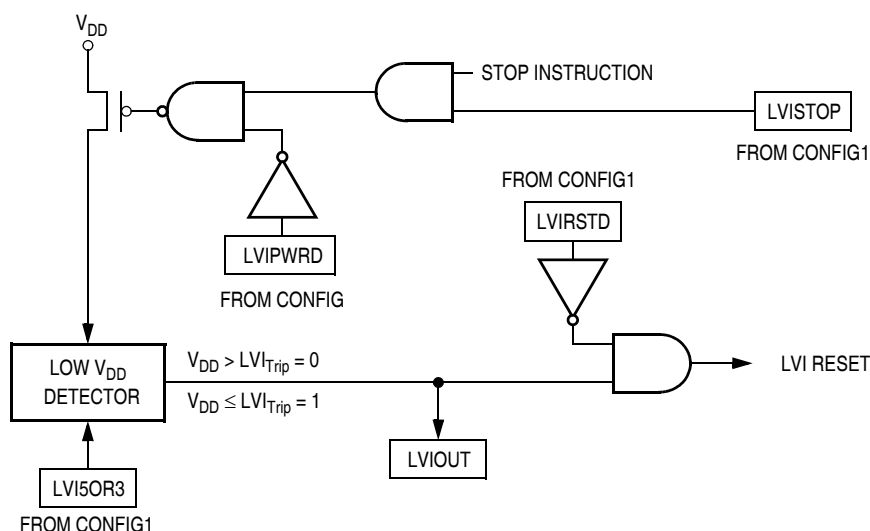 VDD
STOP INSTRUCTION
LVISTOP
FROM CONFIG1
FROM CONFIG1
LVIRSTD
LVIPWRD
FROM CONFIG
LOW VDD
DETECTOR
VDD > LVITrip = 0
VDD ≤ LVITrip = 1
LVI RESET
LVIOUT
LVI5OR3
FROM CONFIG1